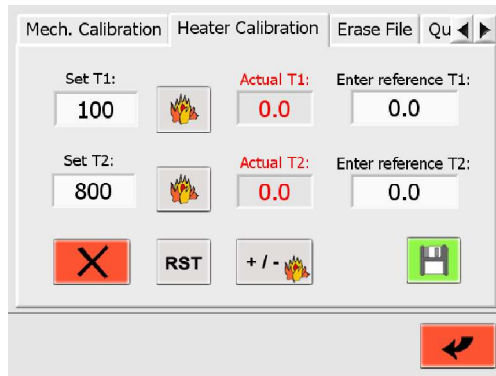 Mech. Calibration Heater Calibration Erase File Qu
Set T1: Actual T1: Enter reference T1:
100 0.0 0.0
Set T2: Actual T2: Enter reference T2:
800 0.0 0.0
RST + / -